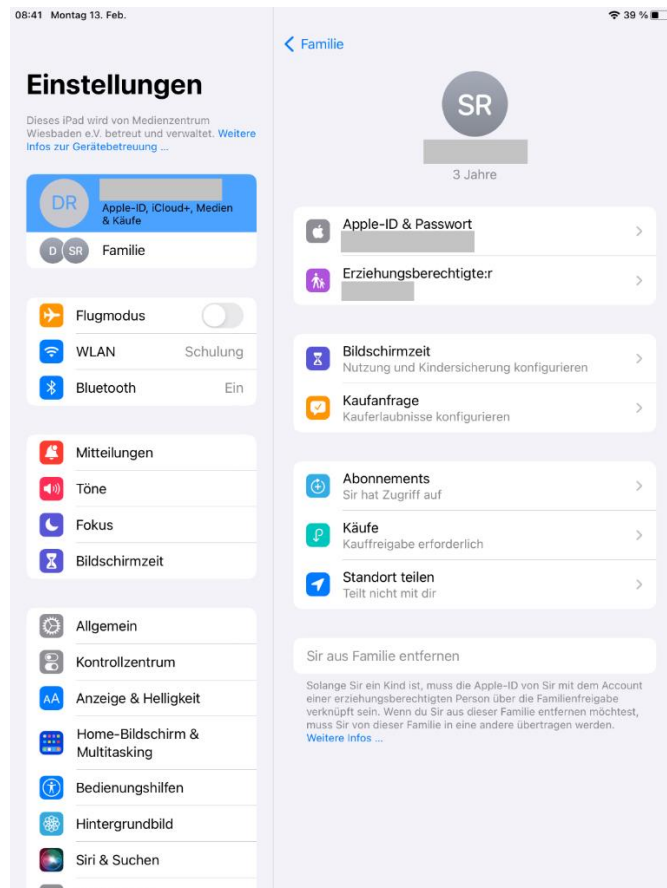 08:41 Montag 13. Feb.
39 %
Einstellungen
Dieses iPad wird von Medienzentrum
Wiesbaden e.V. betreut und verwaltet. Weitere
Infos zur Gerätebetreuung ...
DR
Apple-ID, iCloud+, Medien
& Käufe
D SR Familie
Flugmodus
WLAN Schulung
Bluetooth Ein
Mitteilungen
Töne
Fokus
Bildschirmzeit
Allgemein
Kontrollzentrum
AA Anzeige & Helligkeit
Home-Bildschirm &
Multitasking
Bedienungshilfen
Hintergrundbild
Siri & Suchen
Familie
SR
3 Jahre
Apple-ID & Passwort
Erziehungsberechtigte:r
Bildschirmzeit
Nutzung und Kindersicherung konfigurieren
Kaufanfrage
Kauferlaubnisse konfigurieren
Abonnements
Sir hat Zugriff auf
Käufe
Kauffreigabe erforderlich
Standort teilen
Teilt nicht mit dir
Sir aus Familie entfernen
Solange Sir ein Kind ist, muss die Apple-ID von Sir mit dem Account
einer erziehungsberechtigten Person über die Familienfreigabe
verknüpft sein. Wenn du Sir aus dieser Familie entfernen möchtest,
muss Sir von dieser Familie in eine andere übertragen werden.
Weitere Infos ...